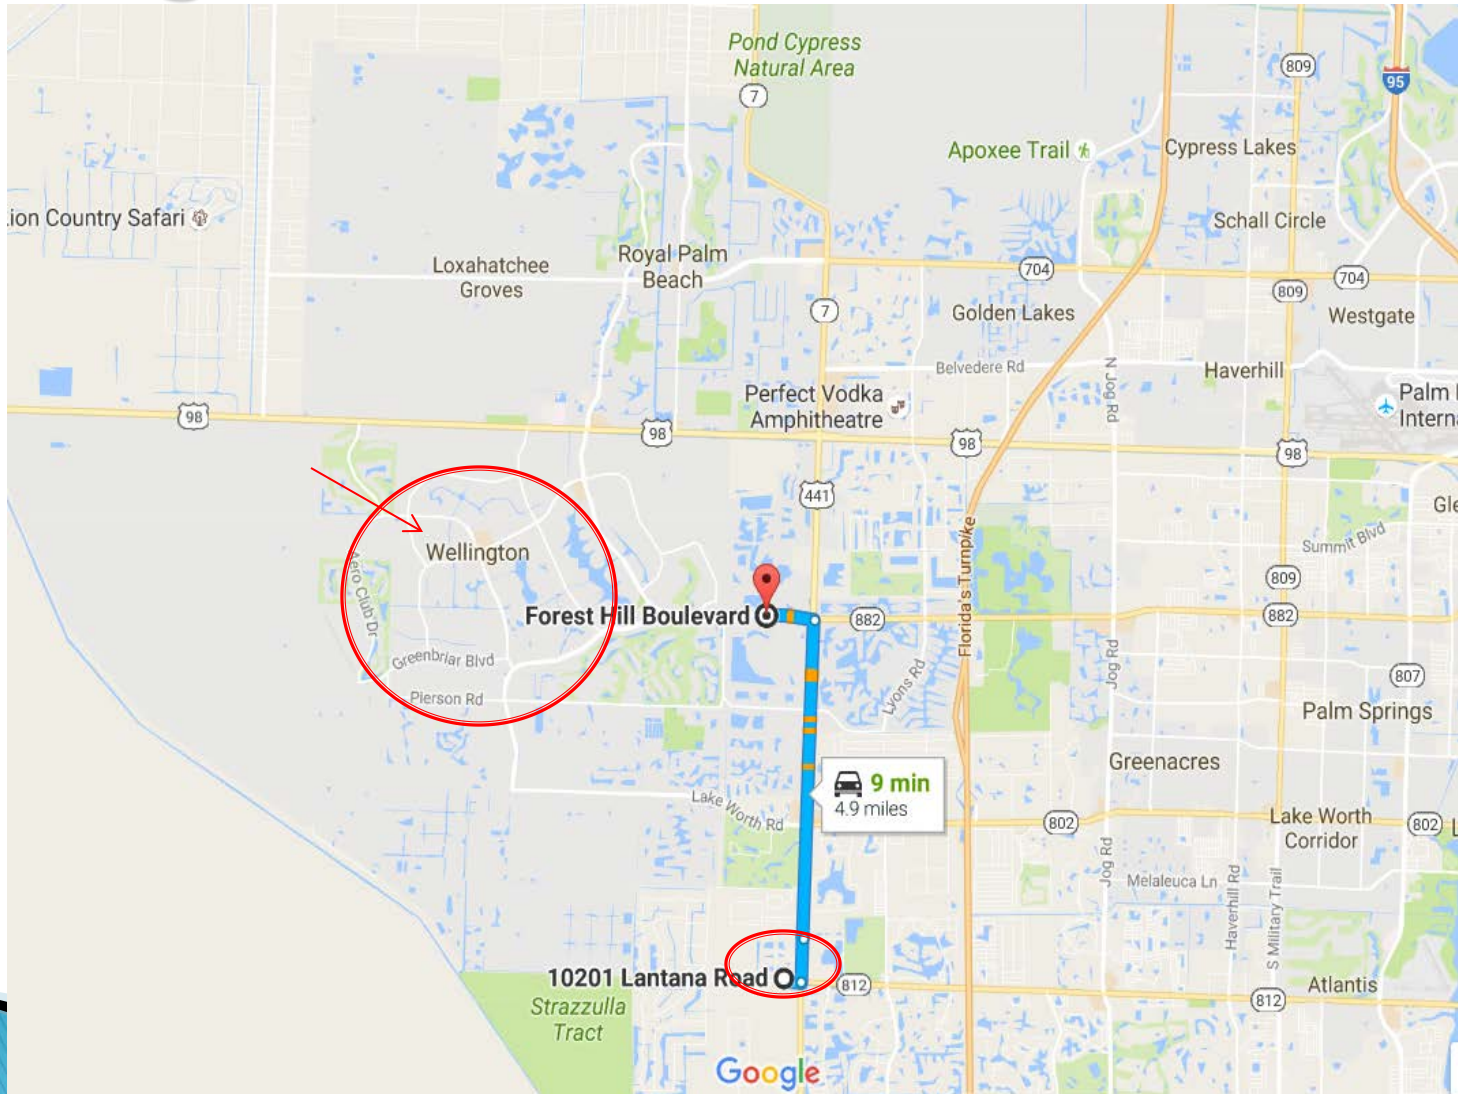 Pond Cypress
Natural Area
7
809
95
Apoxee Trail
Cypress Lakes
Lion Country Safari
Schall Circle
Royal Palm
Beach
Loxahatchee
Groves
704
704
809
7
Golden Lakes
Westgate
Belvedere Rd
N Jog Rd
Haverhill
Perfect Vodka
Amphitheatre
Palm
Interna
98
98
98
98
441
Gle
Summit Blvd
Florida's Turnpike
Wellington
Aero Club Dr
809
Forest Hill Boulevard
882
882
Greenbriar Blvd
Pierson Rd
Lyons Rd
Jog Rd
807
Palm Springs
Greenacres
9 min
4.9 miles
Lake Worth Rd
802
Lake Worth
Corridor
802
Jog Rd
Melaleuca Ln
Haverhill Rd
S Military Trail
10201 Lantana Road
812
Atlantis
812
Strazzulla
Tract
Google